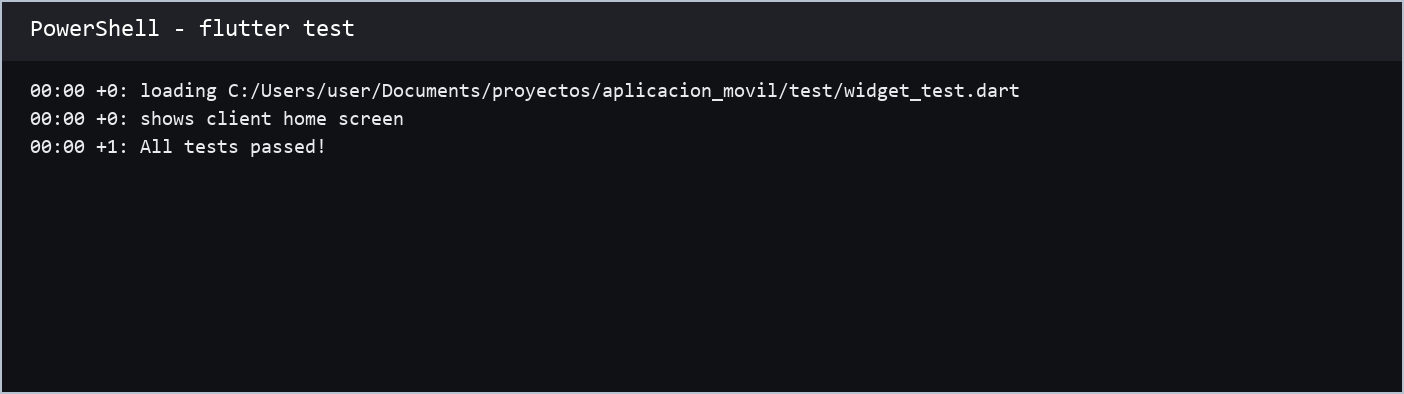 PowerShell - flutter test
00:00 +0: loading C:/Users/user/Documents/proyectos/aplicacion_movil/test/widget_test.dart
00:00 +0: shows client home screen
00:00 +1: All tests passed!